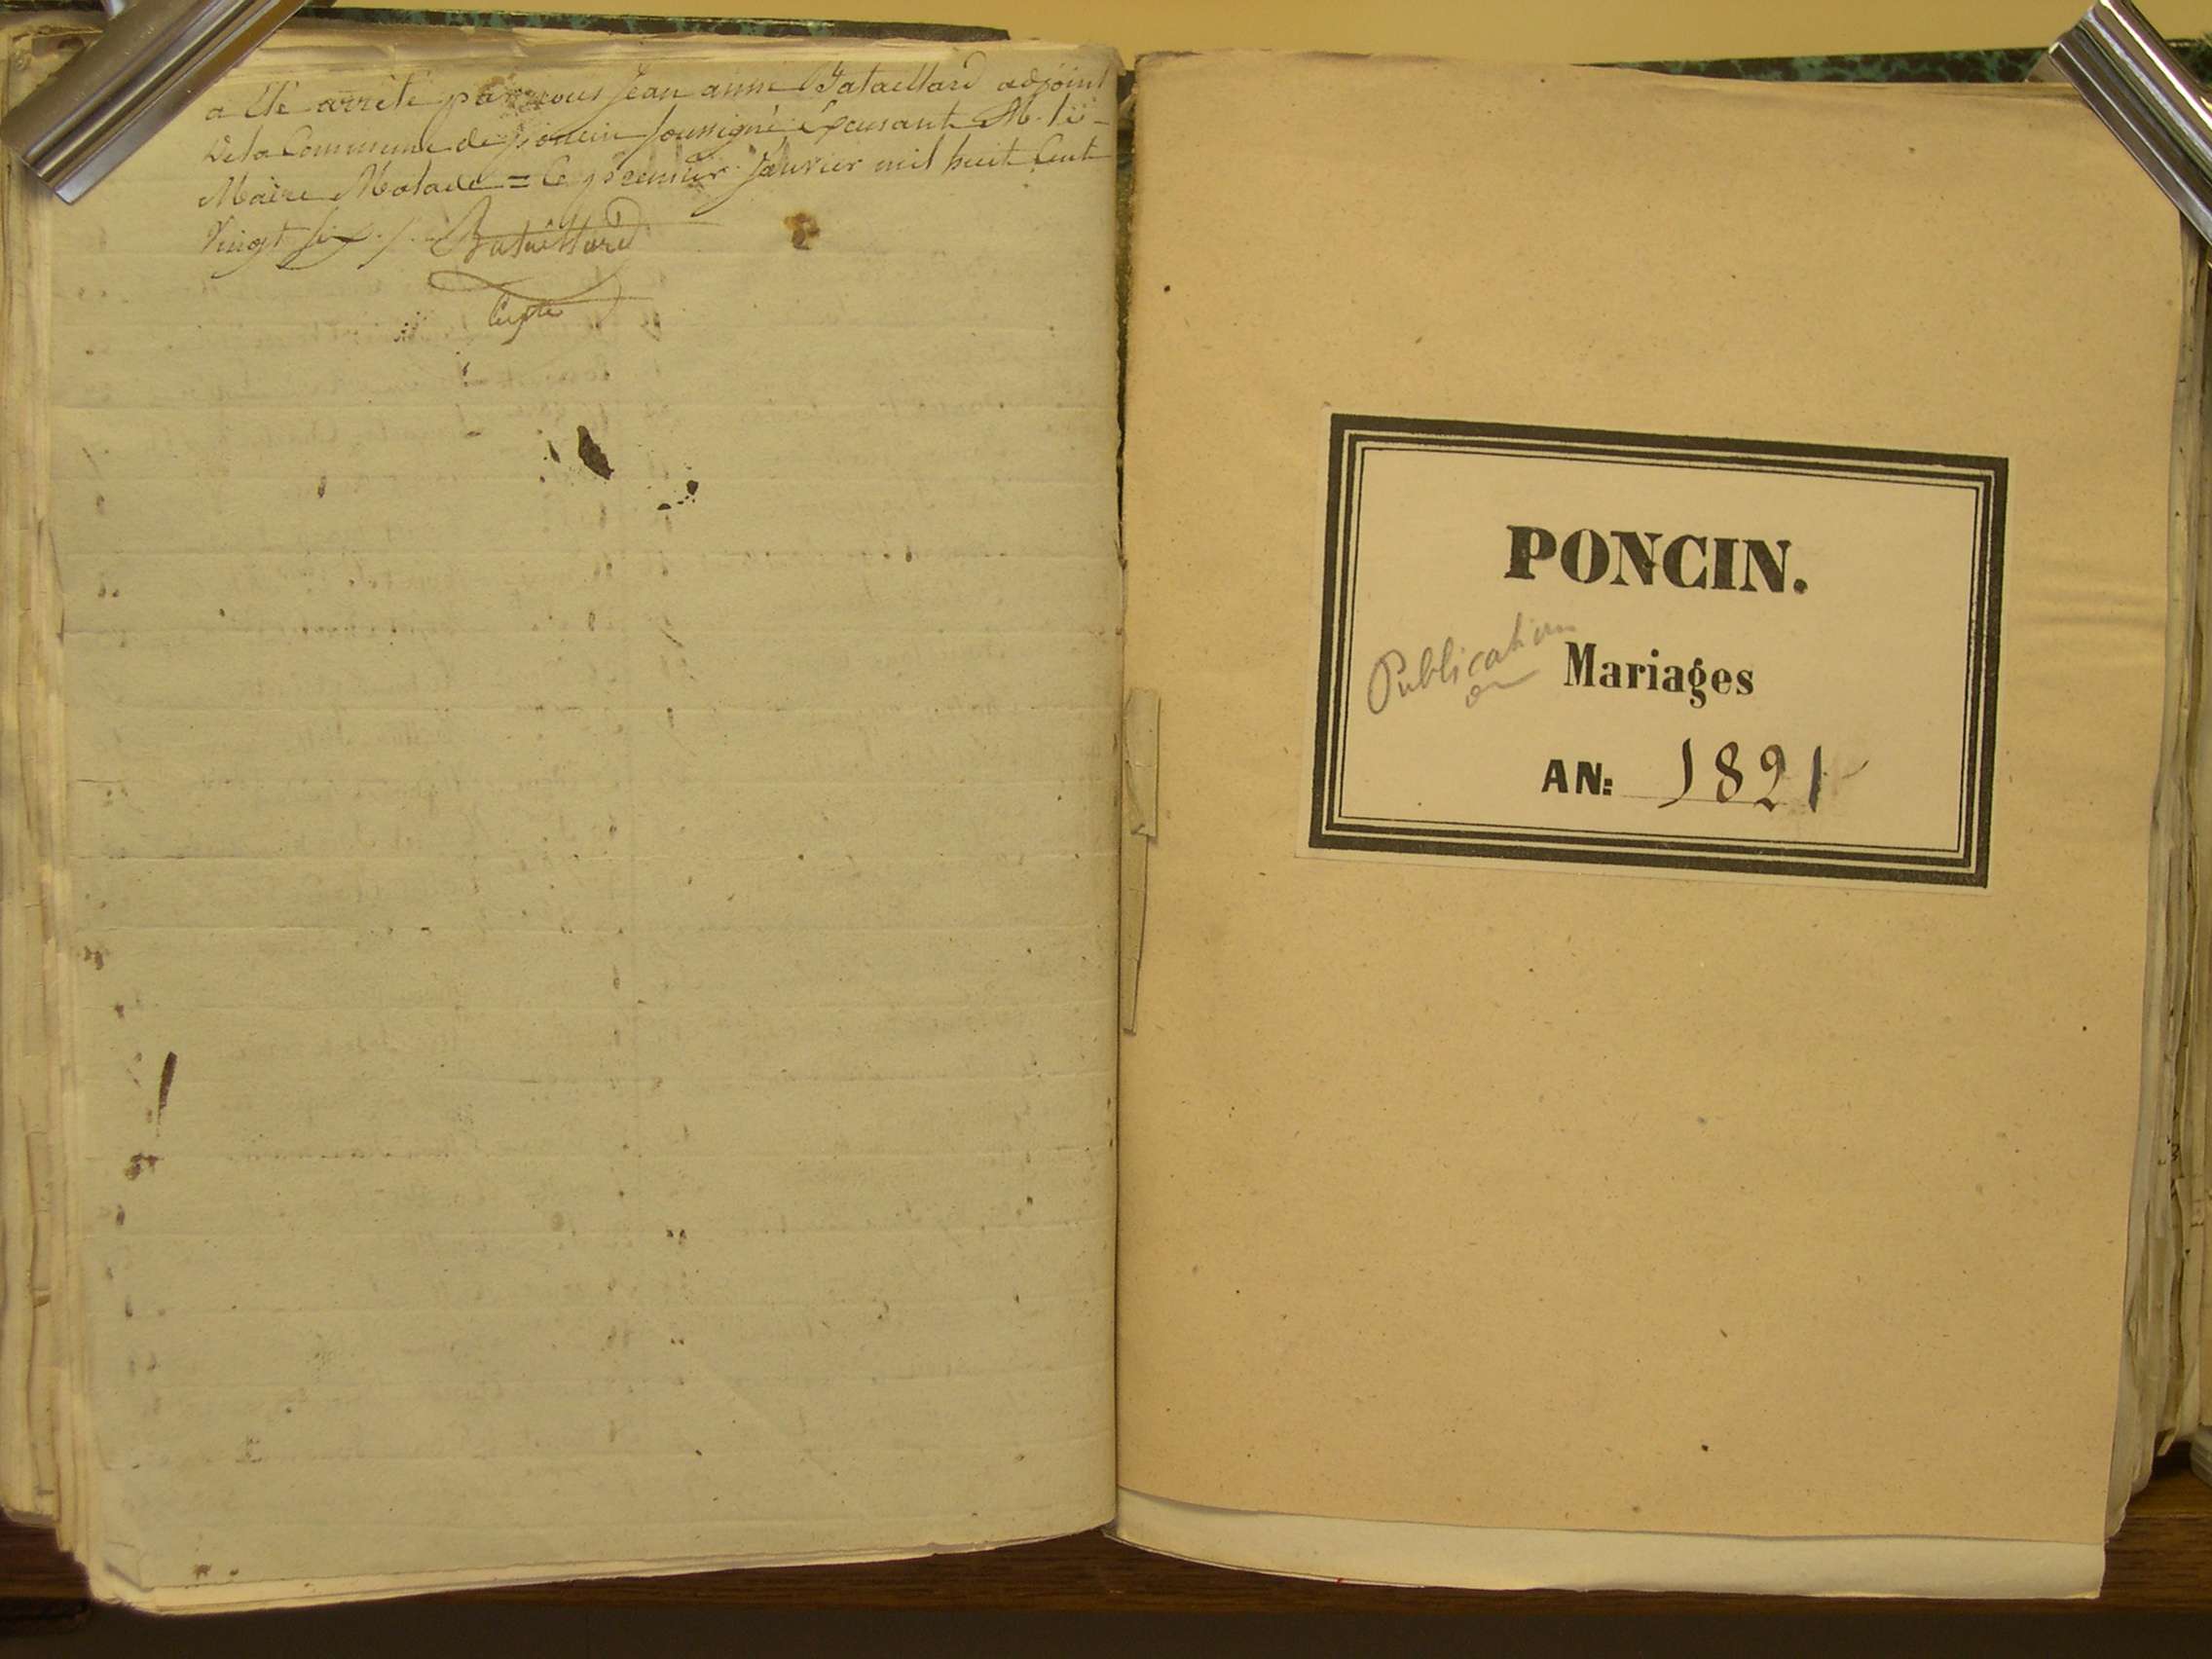 a été arrêté par nous Jean anne Bataillard adjoint
De la Commune de poncin soussigné Épausant M. le
Maire Malade = le premier Janvier mil huit Cent
Vingt six ./. Bataillard
PONCIN.
Publication
Mariages
AN: 1821